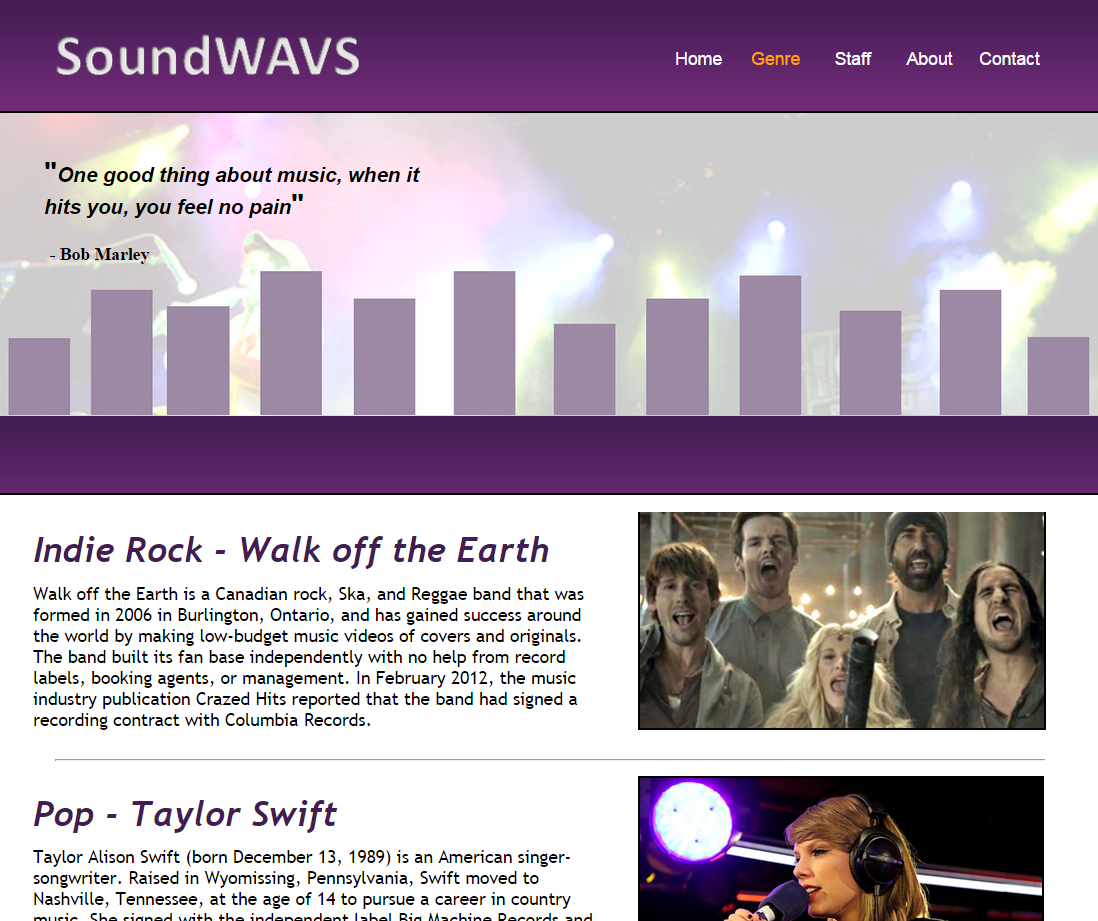 SoundWAVS
Home Genre Staff About Contact
"One good thing about music, when it
hits you, you feel no pain"
- Bob Marley
Indie Rock - Walk off the Earth
Walk off the Earth is a Canadian rock, Ska, and Reggae band that was
formed in 2006 in Burlington, Ontario, and has gained success around
the world by making low-budget music videos of covers and originals.
The band built its fan base independently with no help from record
labels, booking agents, or management. In February 2012, the music
industry publication Crazed Hits reported that the band had signed a
recording contract with Columbia Records.
Pop - Taylor Swift
Taylor Alison Swift (born December 13, 1989) is an American singer-
songwriter. Raised in Wyomissing, Pennsylvania, Swift moved to
Nashville, Tennessee, at the age of 14 to pursue a career in country
music. She signed with the independent label Big Machine Records and